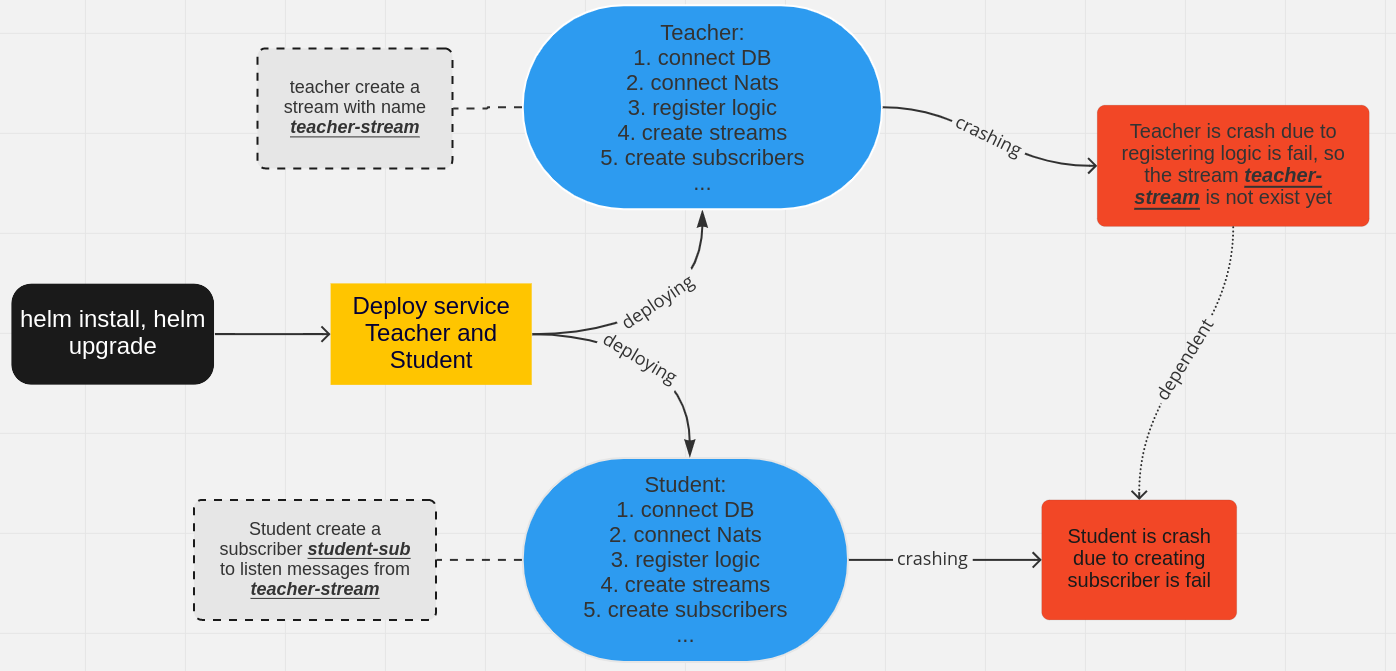 teacher create a
stream with name
teacher-stream
Teacher:
1. connect DB
2. connect Nats
3. register logic
4. create streams
5. create subscribers
...
crashing
Teacher is crash due to
registering logic is fail, so
the stream teacher-
stream is not exist yet
helm install, helm
upgrade
Deploy service
Teacher and
Student
deploying
deploying
dependent
Student create a
subscriber student-sub
to listen messages from
teacher-stream
Student:
1. connect DB
2. connect Nats
3. register logic
4. create streams
5. create subscribers
...
crashing
Student is crash
due to creating
subscriber is fail